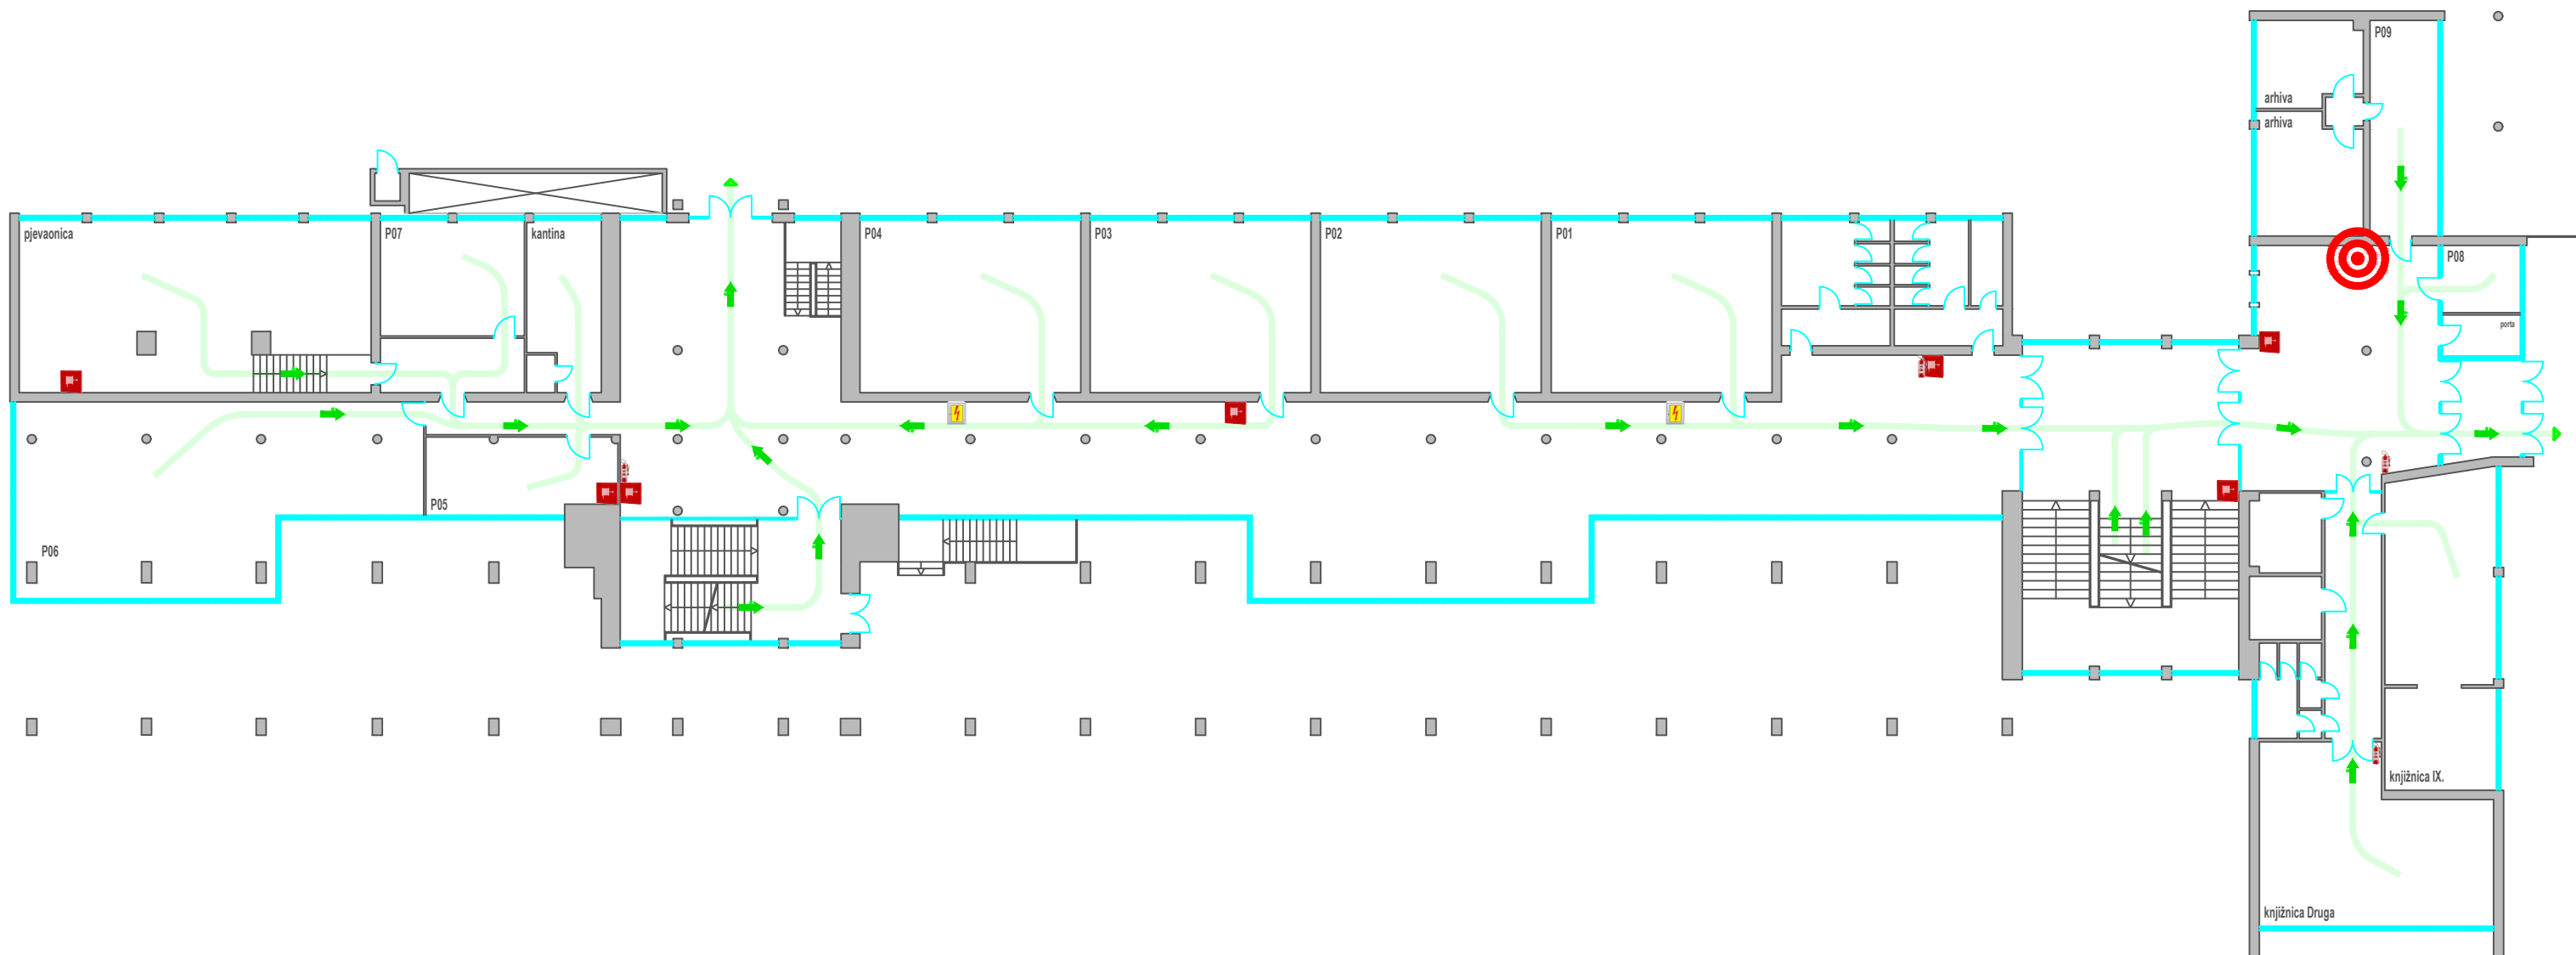 P09
arhiva
arhiva
pjevaonica
P07
kantina
P04
P03
P02
P01
P08
porta
P05
P06
knjižnica IX.
knjižnica Druga